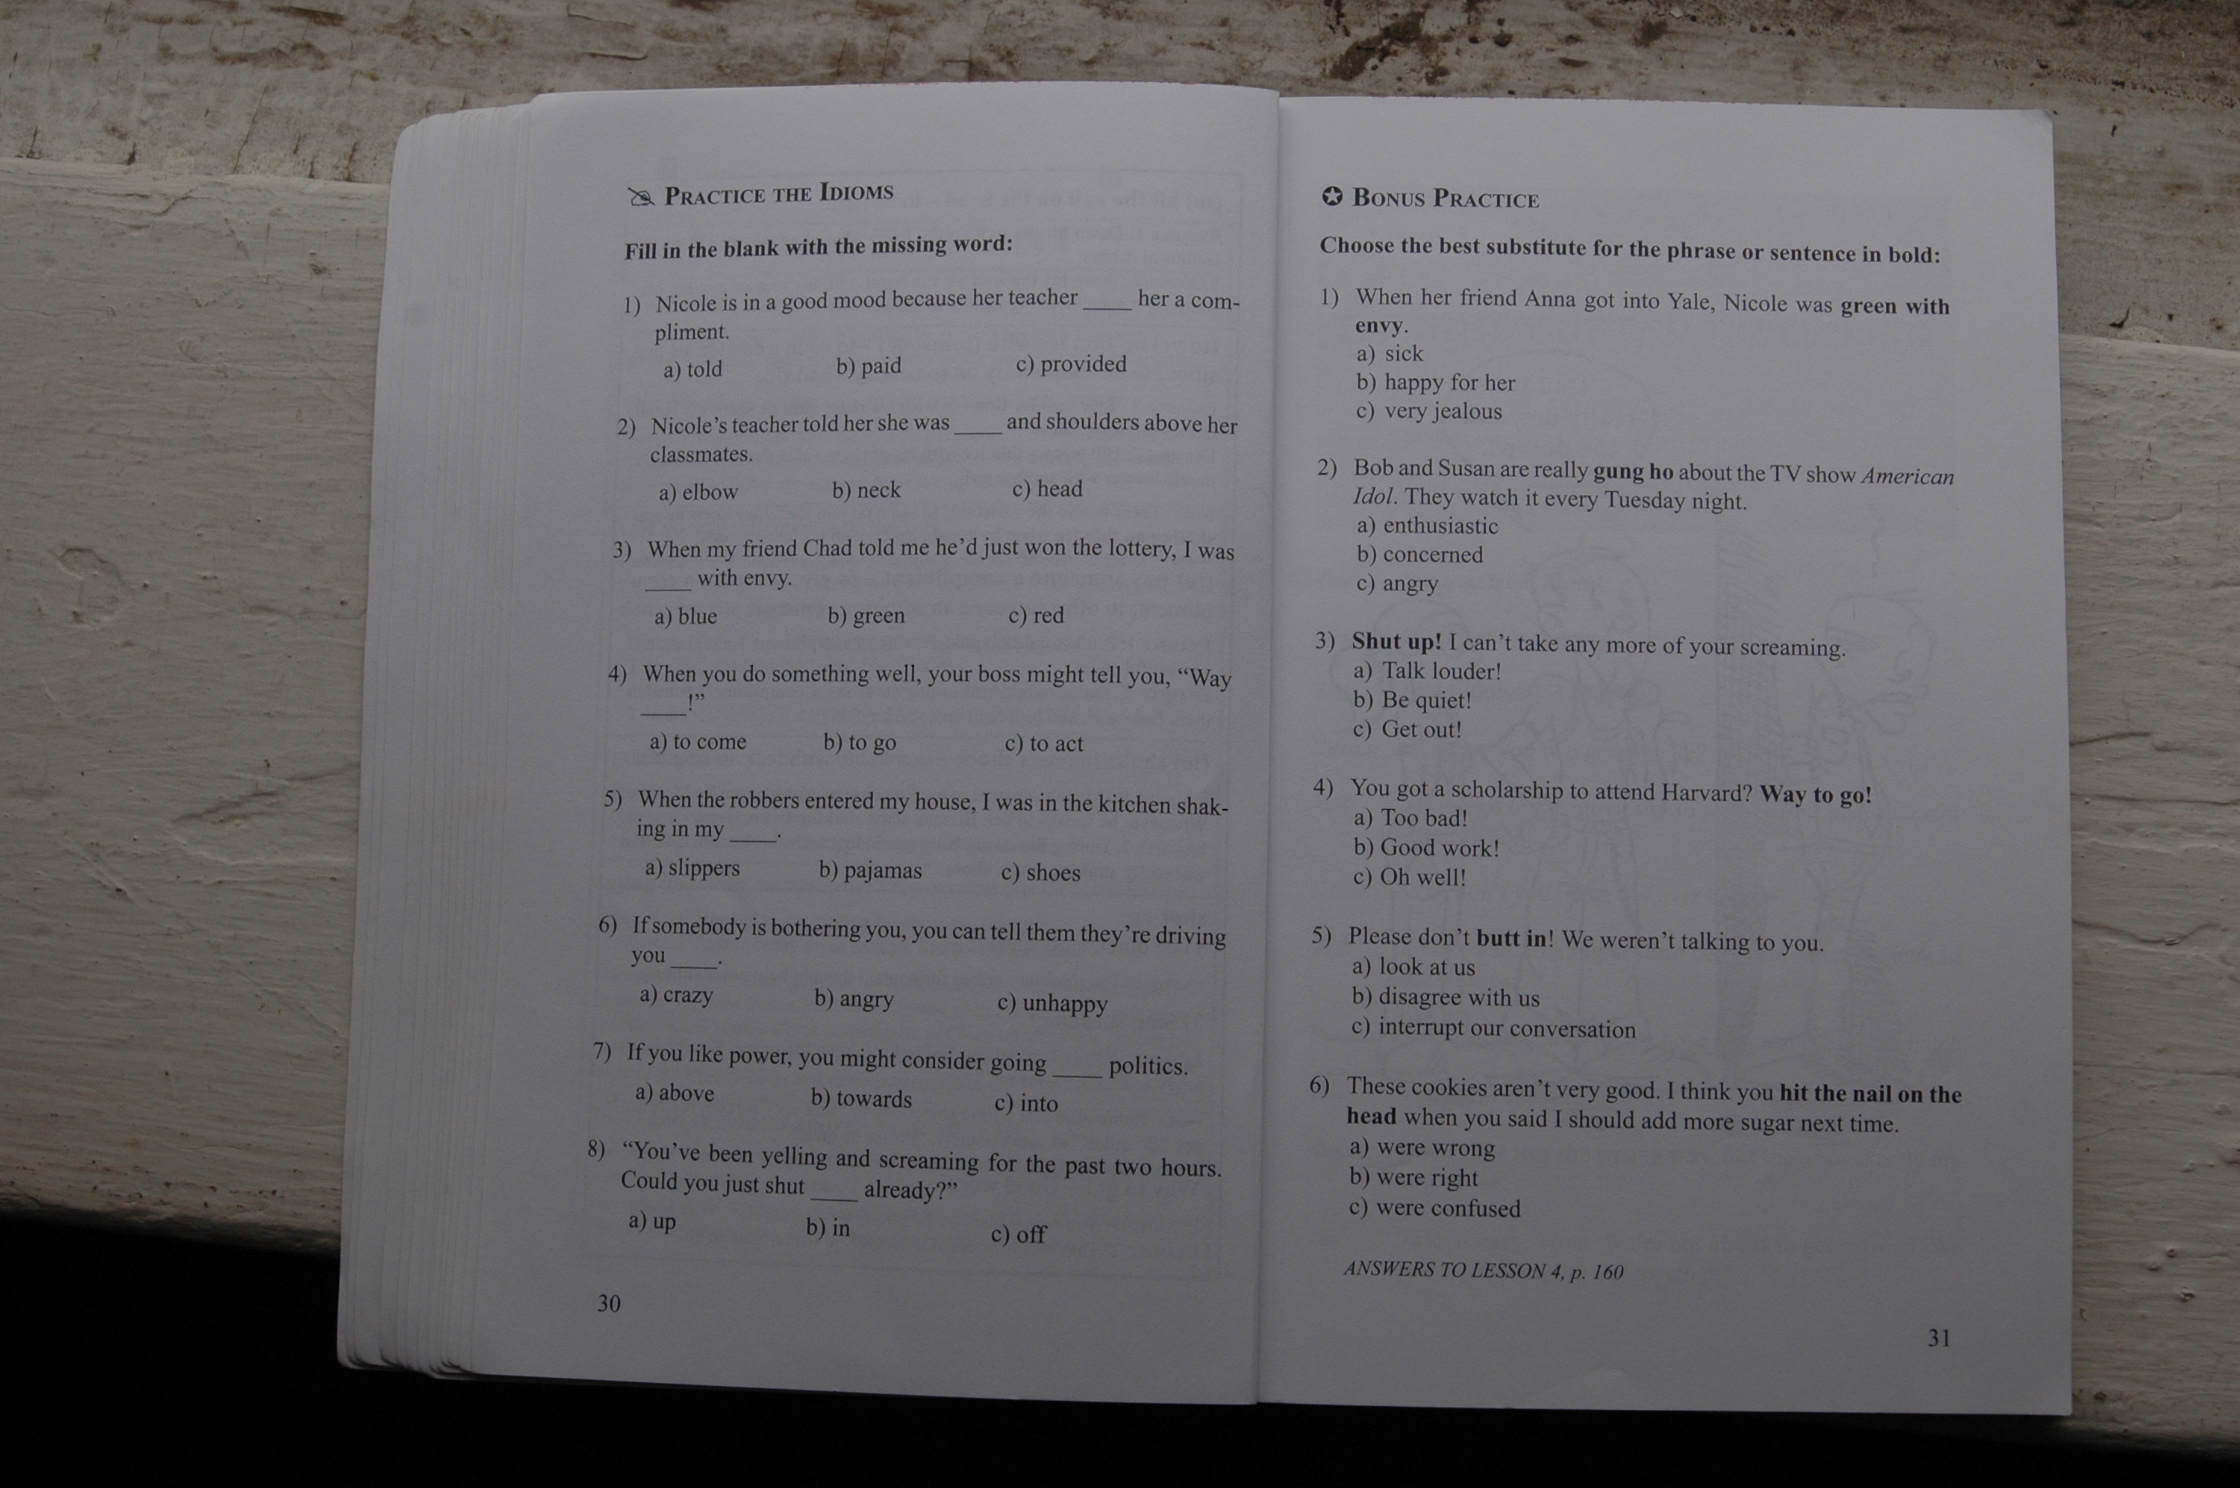 PRACTICE THE IDIOMS
Fill in the blank with the missing word:
1) Nicole is in a good mood because her teacher ____ her a com-
pliment.
a) told b) paid c) provided
2) Nicole's teacher told her she was ____ and shoulders above her
classmates.
a) elbow b) neck c) head
3) When my friend Chad told me he'd just won the lottery, I was
____ with envy.
a) blue b) green c) red
4) When you do something well, your boss might tell you, “Way
____!”
a) to come b) to go c) to act
5) When the robbers entered my house, I was in the kitchen shak-
ing in my ____.
a) slippers b) pajamas c) shoes
6) If somebody is bothering you, you can tell them they're driving
you ____.
a) crazy b) angry c) unhappy
7) If you like power, you might consider going ____ politics.
a) above b) towards c) into
8) “You've been yelling and screaming for the past two hours.
Could you just shut ____ already?”
a) up b) in c) off
30
BONUS PRACTICE
Choose the best substitute for the phrase or sentence in bold:
1) When her friend Anna got into Yale, Nicole was green with
envy.
a) sick
b) happy for her
c) very jealous
2) Bob and Susan are really gung ho about the TV show American
Idol. They watch it every Tuesday night.
a) enthusiastic
b) concerned
c) angry
3) Shut up! I can't take any more of your screaming.
a) Talk louder!
b) Be quiet!
c) Get out!
4) You got a scholarship to attend Harvard? Way to go!
a) Too bad!
b) Good work!
c) Oh well!
5) Please don't butt in! We weren't talking to you.
a) look at us
b) disagree with us
c) interrupt our conversation
6) These cookies aren't very good. I think you hit the nail on the
head when you said I should add more sugar next time.
a) were wrong
b) were right
c) were confused
ANSWERS TO LESSON 4, p. 160
31